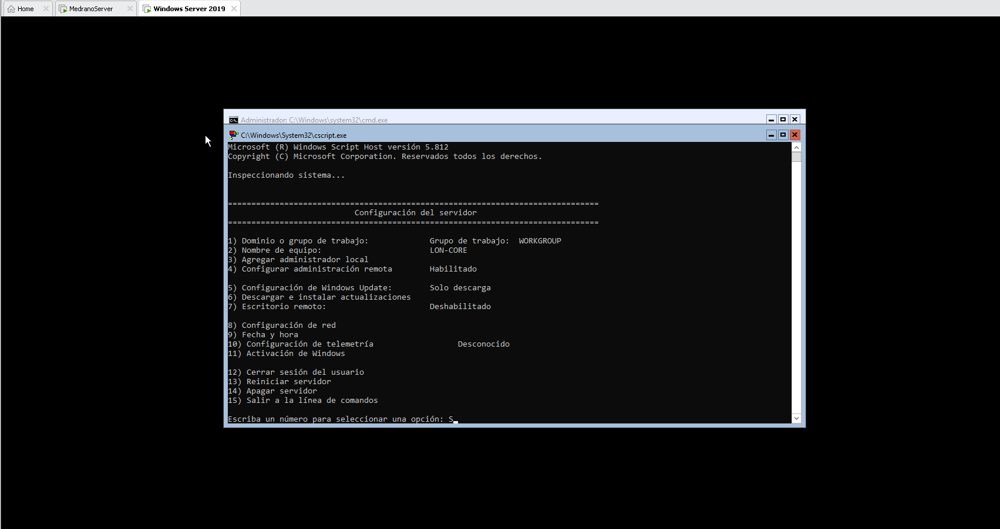 Home
MedranoServer
Windows Server 2019
Administrador: C:\Windows\system32\cmd.exe
C:\Windows\System32\cscript.exe
Microsoft (R) Windows Script Host versión 5.812
Copyright (C) Microsoft Corporation. Reservados todos los derechos.
Inspeccionando sistema...
===============================================================================
Configuración del servidor
===============================================================================
1) Dominio o grupo de trabajo: Grupo de trabajo: WORKGROUP
2) Nombre de equipo: LON-CORE
3) Agregar administrador local
4) Configurar administración remota Habilitado
5) Configuración de Windows Update: Solo descarga
6) Descargar e instalar actualizaciones
7) Escritorio remoto: Deshabilitado
8) Configuración de red
9) Fecha y hora
10) Configuración de telemetría Desconocido
11) Activación de Windows
12) Cerrar sesión del usuario
13) Reiniciar servidor
14) Apagar servidor
15) Salir a la línea de comandos
Escriba un número para seleccionar una opción: S